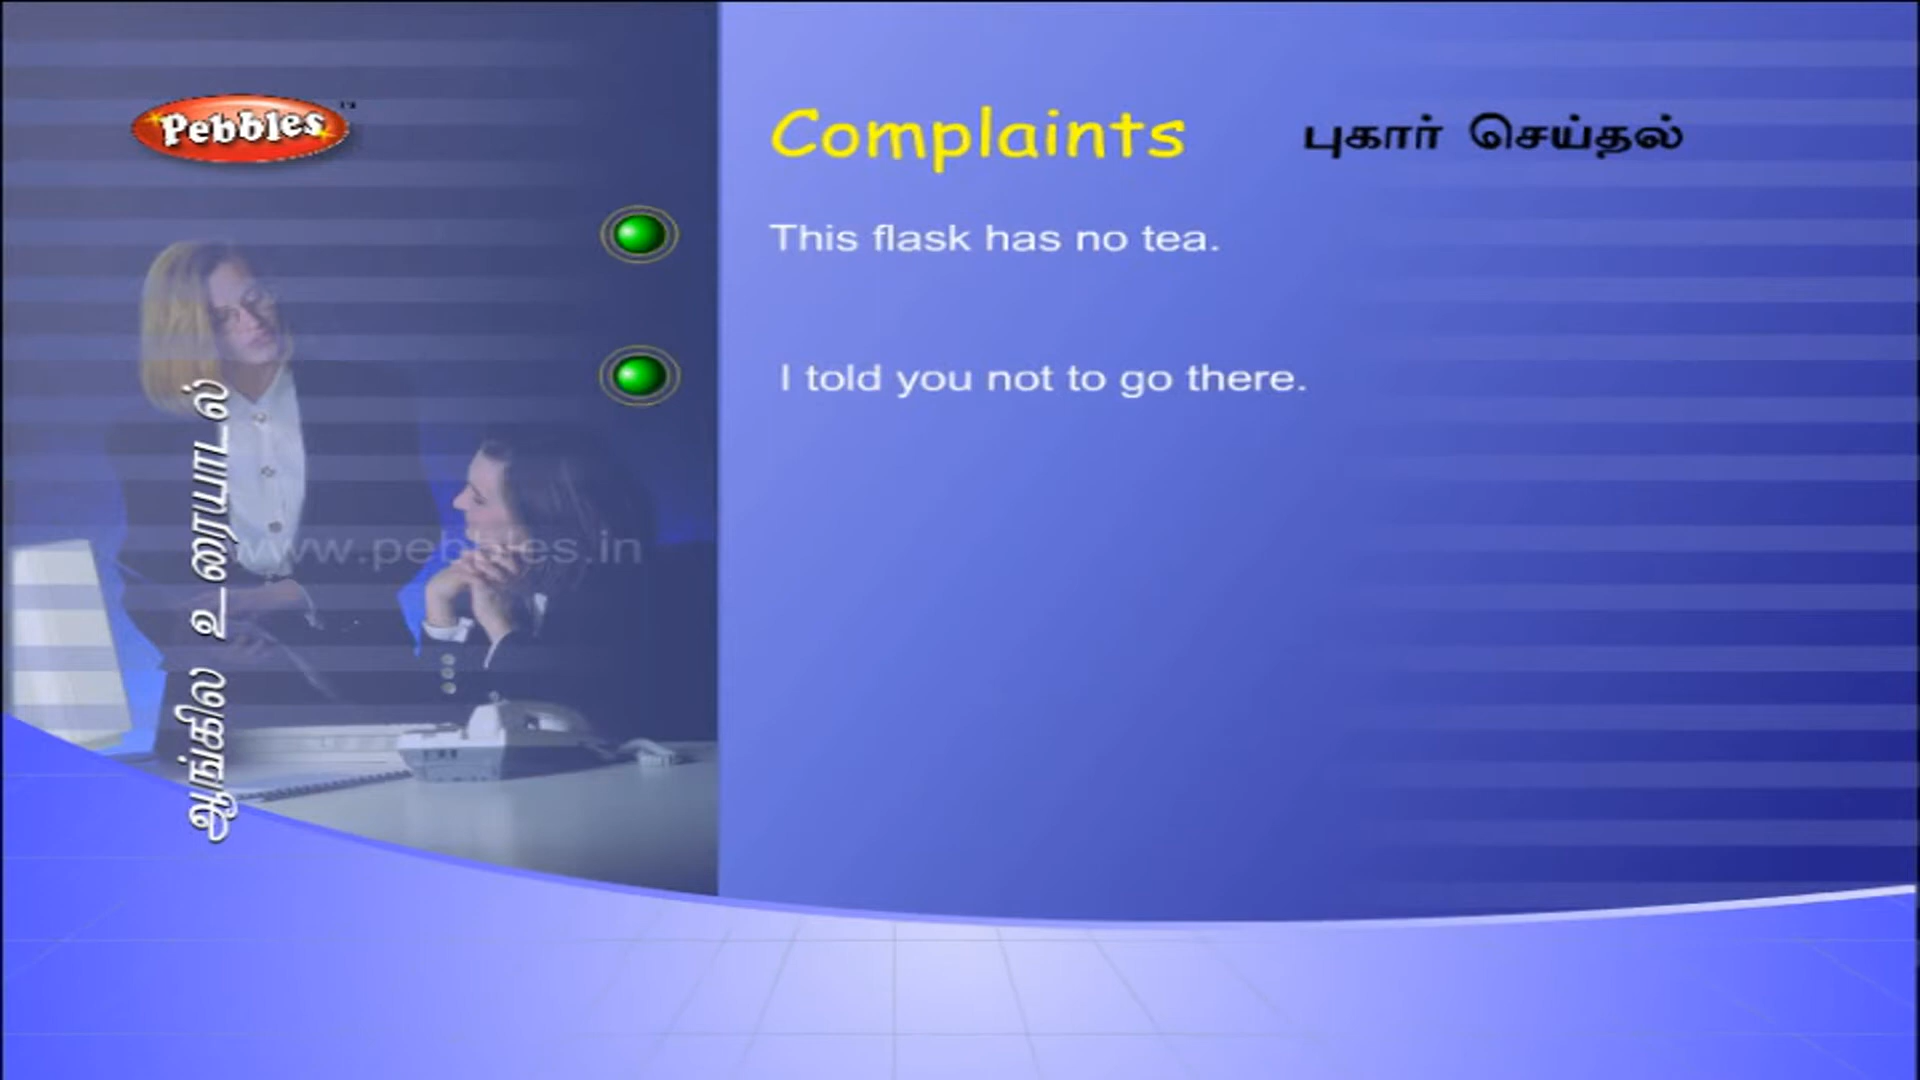 Pebbles™
Complaints புகார் செய்தல்
This flask has no tea.
I told you not to go there.
www.pebbles.in
ஆங்கில உரையாடல்